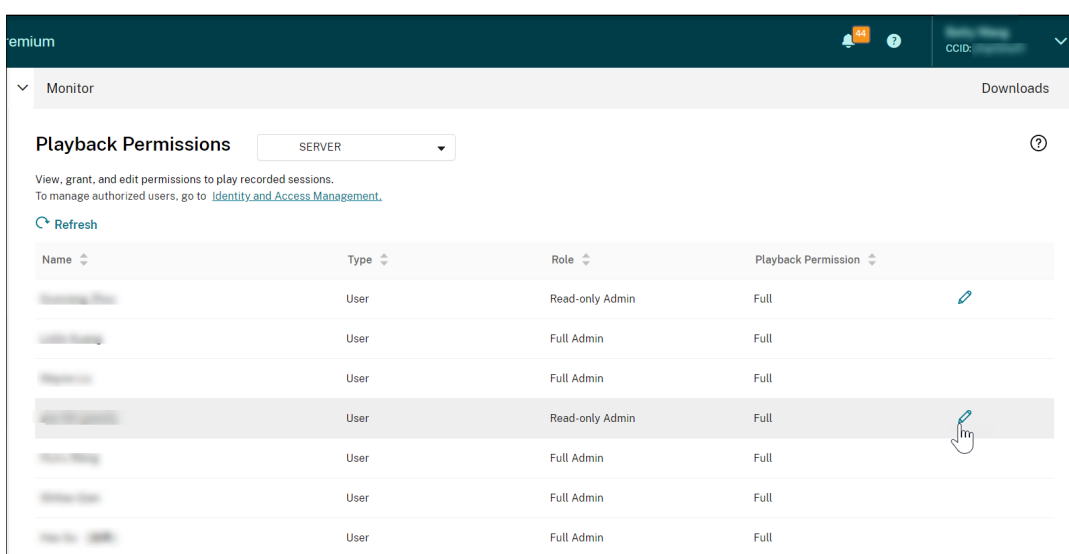 emium
44
?
CCID:
Monitor Downloads
Playback Permissions SERVER ?
View, grant, and edit permissions to play recorded sessions.
To manage authorized users, go to Identity and Access Management.
Refresh
Name Type Role Playback Permission
User Read-only Admin Full
User Full Admin Full
User Full Admin Full
User Read-only Admin Full
User Full Admin Full
User Full Admin Full
User Full Admin Full